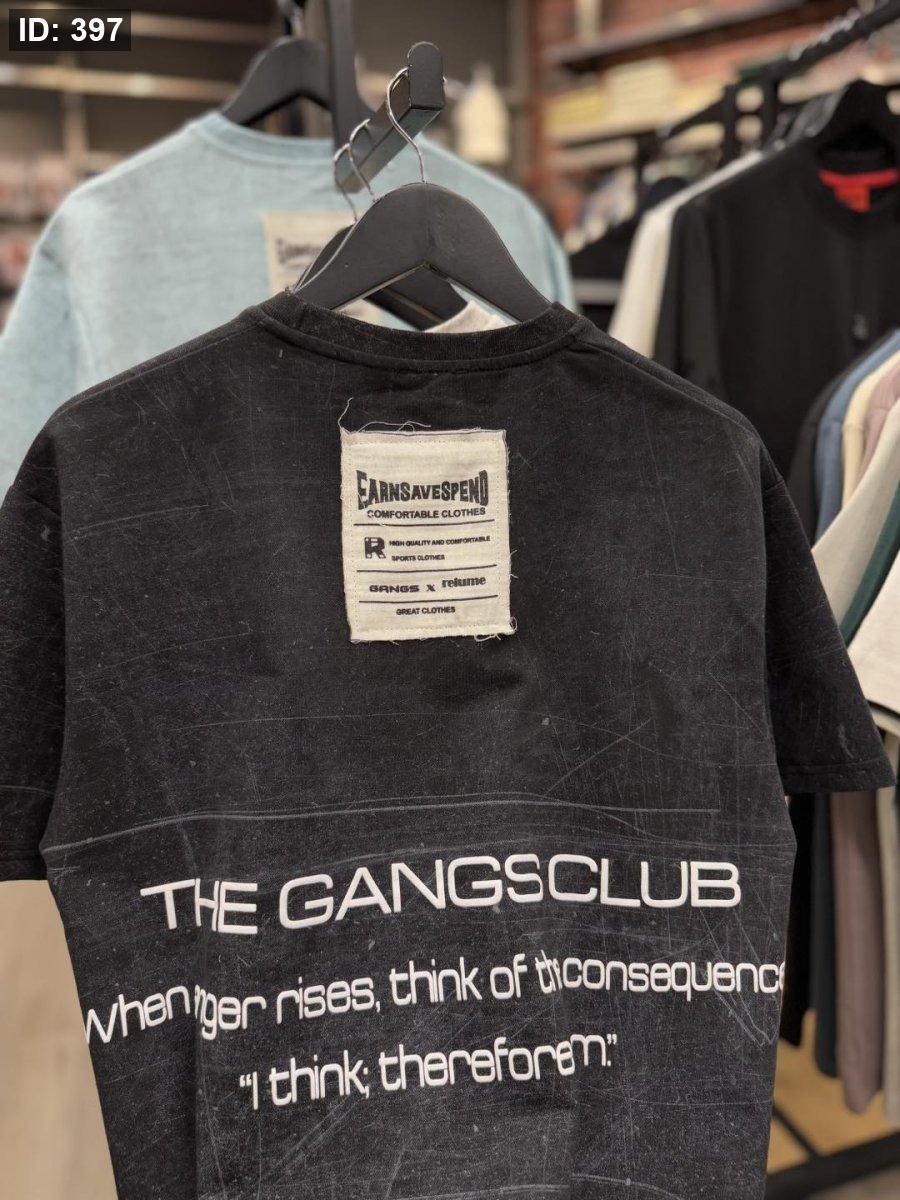 ID: 397
EARNSAVESPEND
COMFORTABLE CLOTHES
R HIGH QUALITY AND COMFORTABLE
SPORTS CLOTHES
GANGS X relume
GREAT CLOTHES
THE GANGSCLUB
When nger rises, think of the consequence
"I think; therefore m."